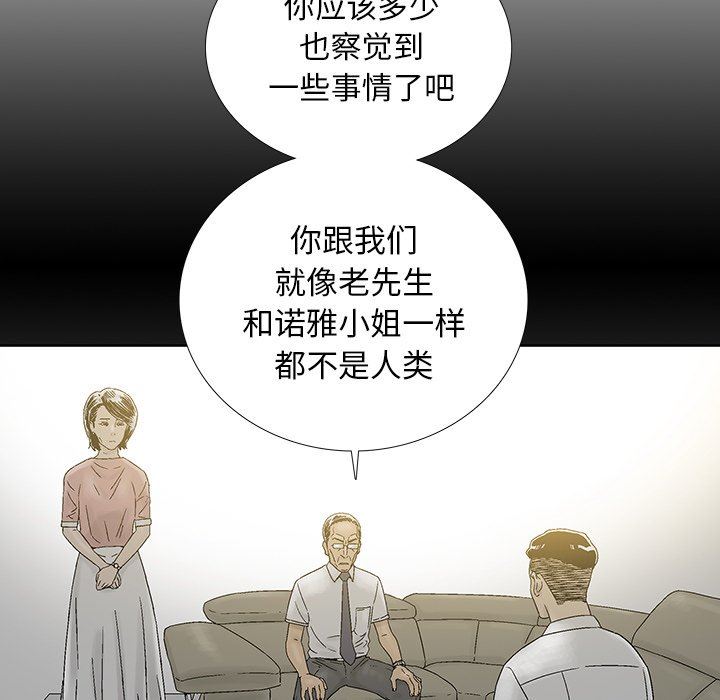 你应该多少
也察觉到
一些事情了吧
你跟我们
就像老先生
和诺雅小姐一样
都不是人类